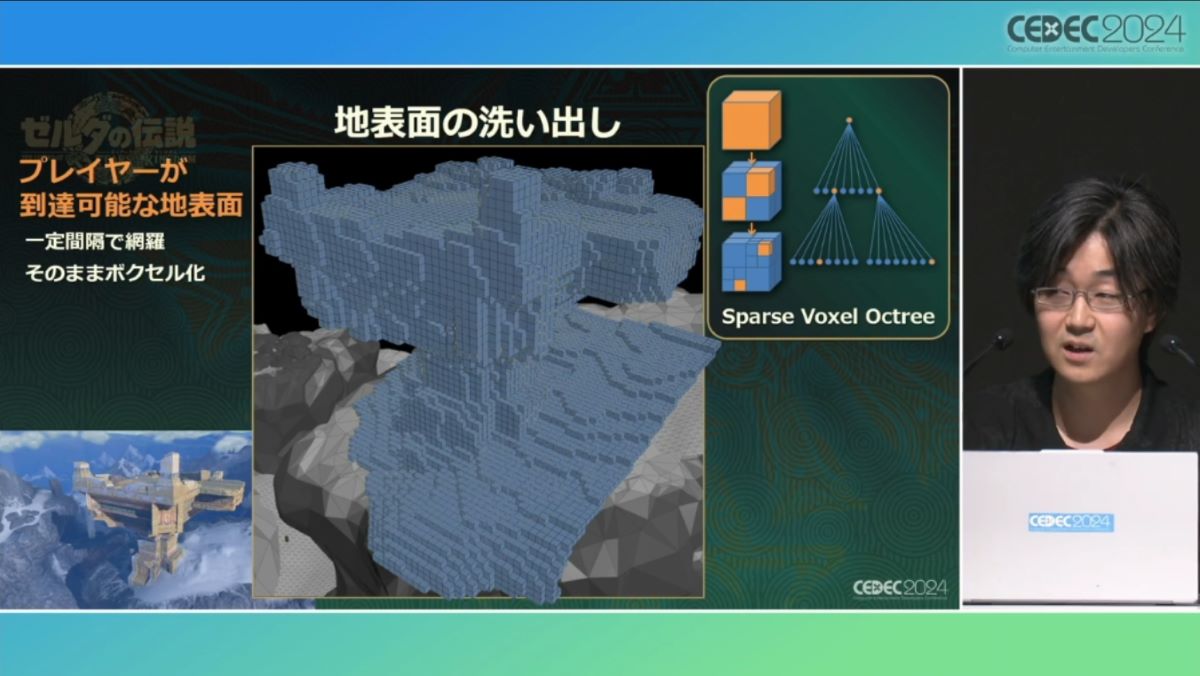 CEDEC2024
Computer Entertainment Developers Conference
ゼルダの伝説
プレイヤーが
到達可能な地表面
一定間隔で網羅
そのままボクセル化
地表面の洗い出し
Sparse Voxel Octree
CEDEC2024
CEDEC2024